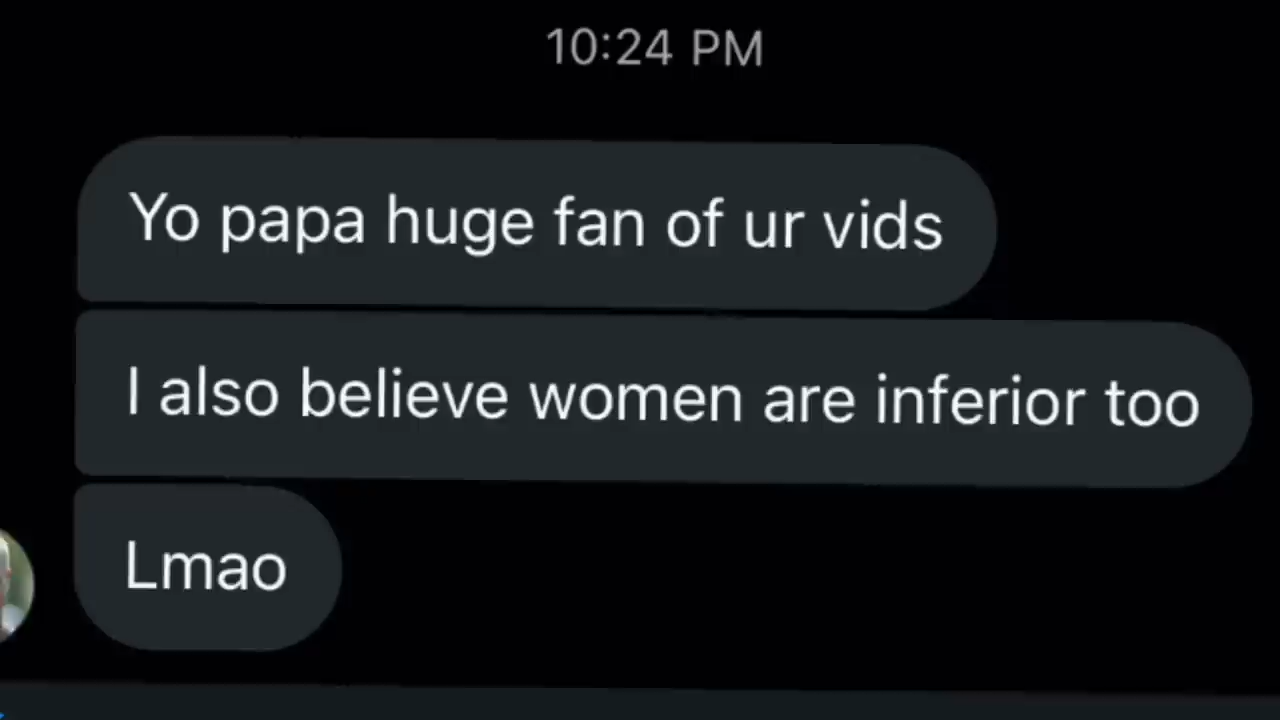 10:24 PM
Yo papa huge fan of ur vids
I also believe women are inferior too
Lmao